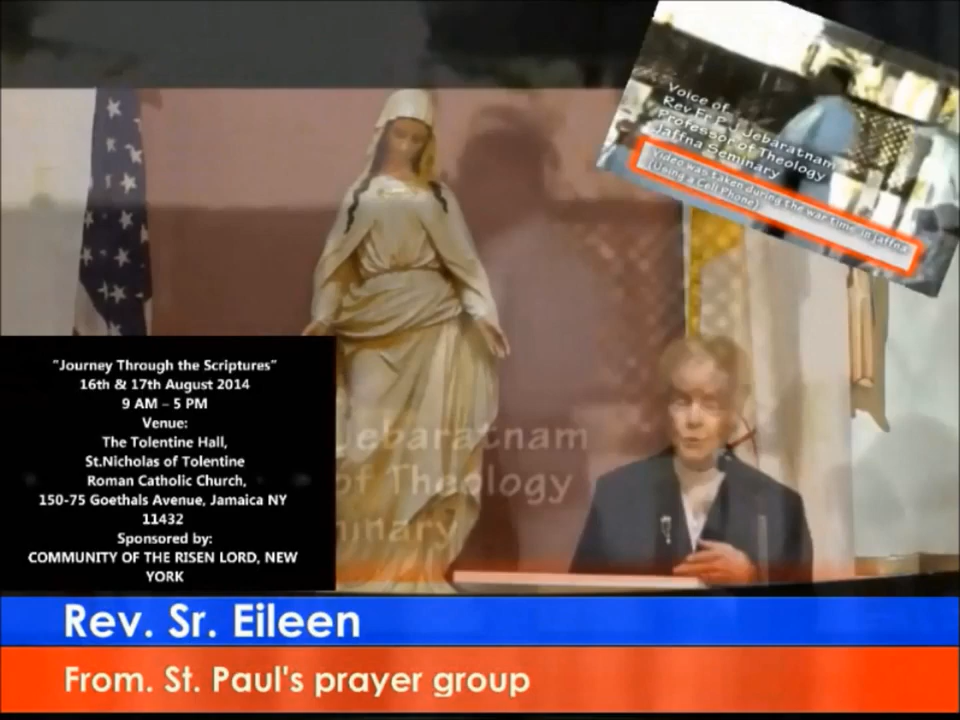 Voice of
Rev Fr P J Jebaratnam
Professor of Theology
Jaffna Seminary
Video was taken during the war time in Jaffna
(Using a Cell Phone)
"Journey Through the Scriptures"
16th & 17th August 2014
9 AM – 5 PM
Venue:
The Tolentine Hall,
St.Nicholas of Tolentine
Roman Catholic Church,
150-75 Goethals Avenue, Jamaica NY
11432
Sponsored by:
COMMUNITY OF THE RISEN LORD, NEW
YORK
Jebaratnam
of Theology
minary
Rev. Sr. Eileen
From. St. Paul's prayer group